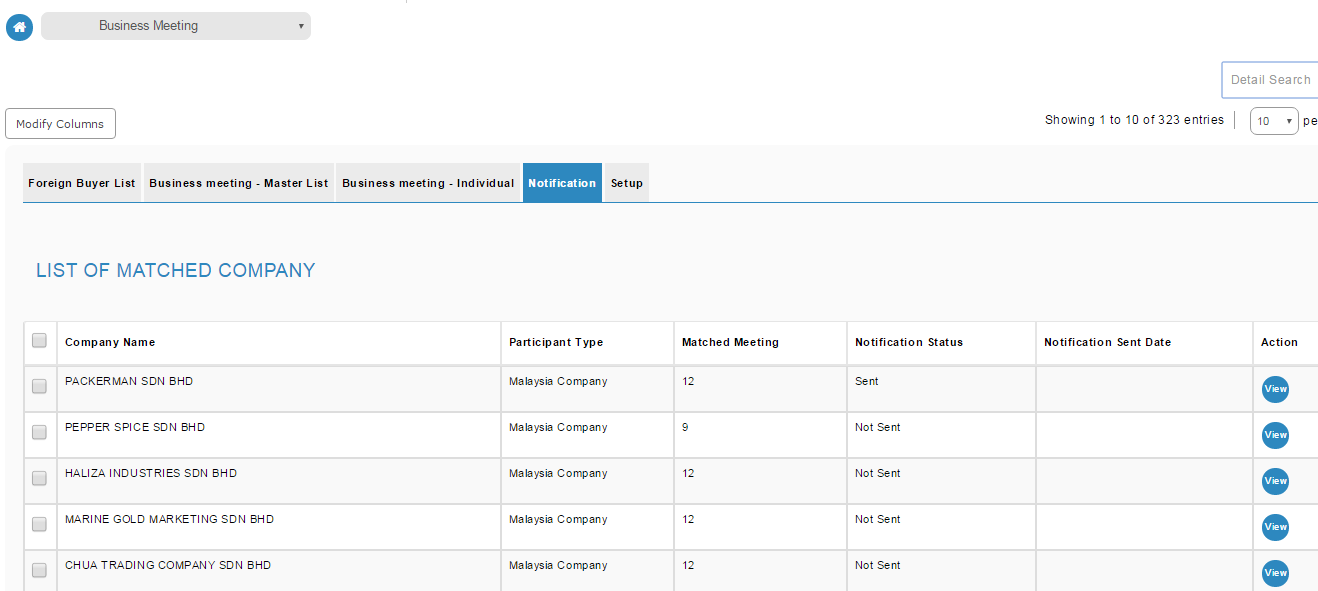 Business Meeting
Detail Search
Modify Columns
Showing 1 to 10 of 323 entries 10 pe
Foreign Buyer List Business meeting - Master List Business meeting - Individual Notification Setup
LIST OF MATCHED COMPANY
Company Name Participant Type Matched Meeting Notification Status Notification Sent Date Action
PACKERMAN SDN BHD Malaysia Company 12 Sent View
PEPPER SPICE SDN BHD Malaysia Company 9 Not Sent View
HALIZA INDUSTRIES SDN BHD Malaysia Company 12 Not Sent View
MARINE GOLD MARKETING SDN BHD Malaysia Company 12 Not Sent View
CHUA TRADING COMPANY SDN BHD Malaysia Company 12 Not Sent View